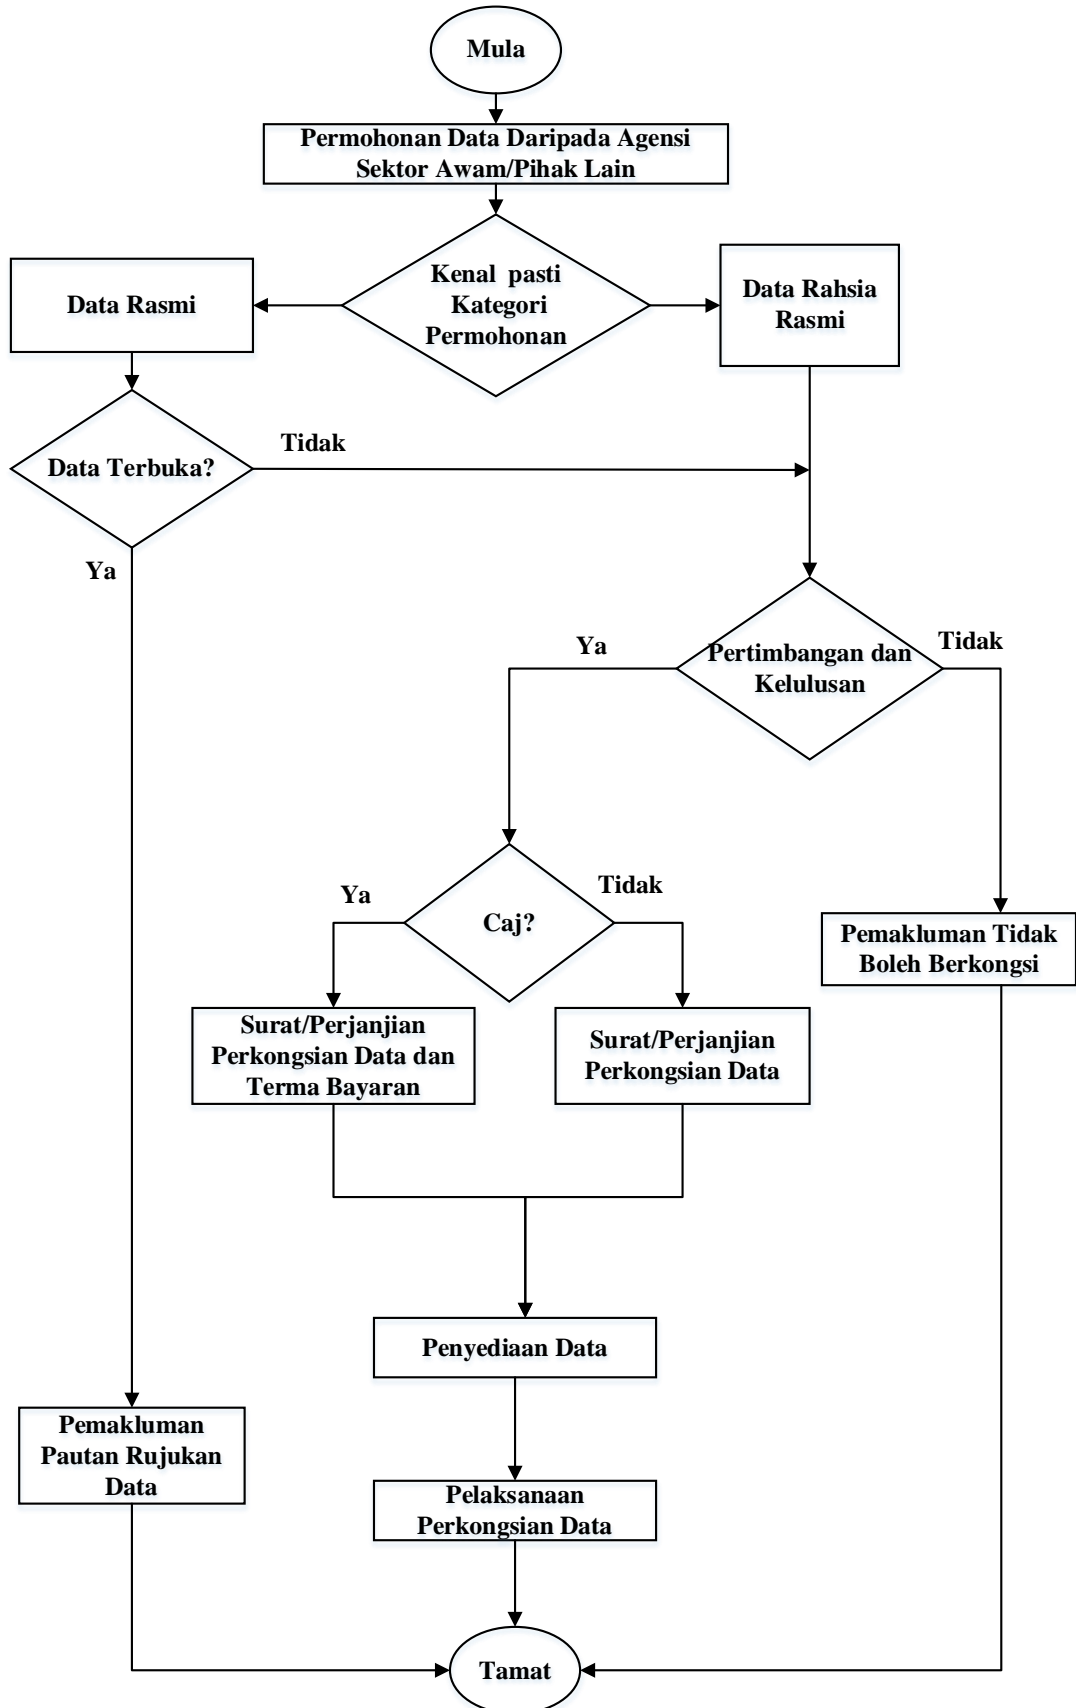 Mula
Permohonan Data Daripada Agensi
Sektor Awam/Pihak Lain
Kenal pasti
Kategori
Permohonan
Data Rasmi
Data Rahsia
Rasmi
Data Terbuka?
Tidak
Ya
Pertimbangan dan
Kelulusan
Ya
Tidak
Caj?
Ya
Tidak
Pemakluman Tidak
Boleh Berkongsi
Surat/Perjanjian
Perkongsian Data dan
Terma Bayaran
Surat/Perjanjian
Perkongsian Data
Penyediaan Data
Pemakluman
Pautan Rujukan
Data
Pelaksanaan
Perkongsian Data
Tamat